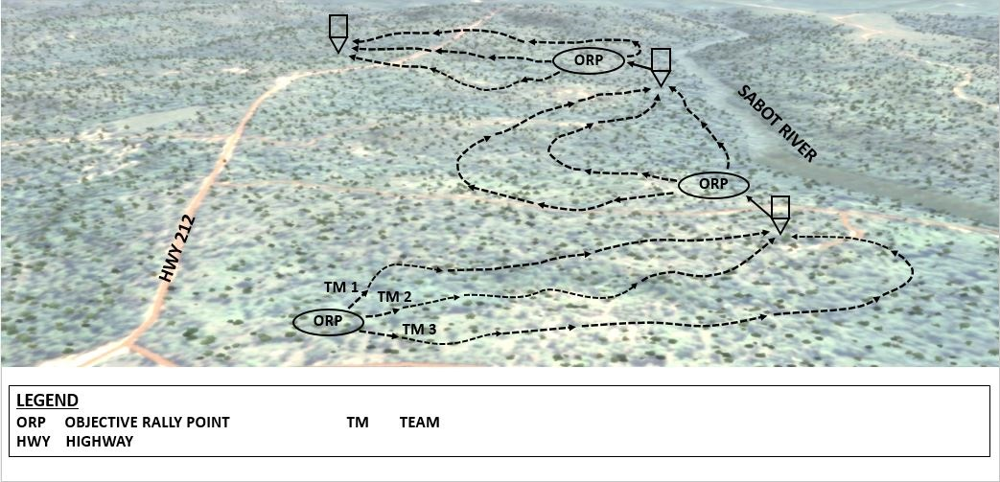 ORP
SABOT RIVER
ORP
HWY 212
TM 1
TM 2
ORP
TM 3
LEGEND
ORP OBJECTIVE RALLY POINT TM TEAM
HWY HIGHWAY